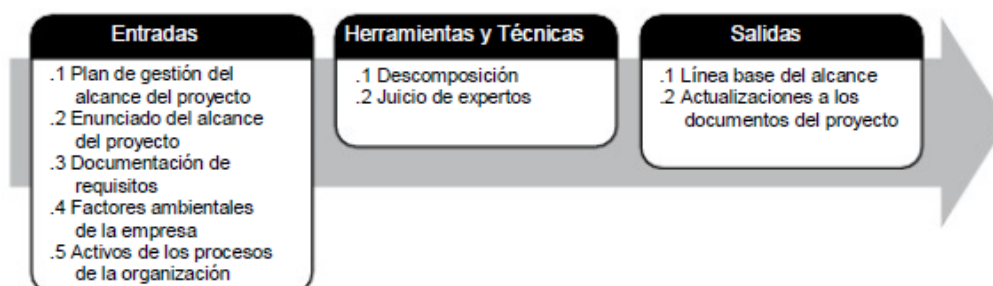 Entradas
.1 Plan de gestión del
alcance del proyecto
.2 Enunciado del alcance
del proyecto
.3 Documentación de
requisitos
.4 Factores ambientales
de la empresa
.5 Activos de los procesos
de la organización
Herramientas y Técnicas
.1 Descomposición
.2 Juicio de expertos
Salidas
.1 Línea base del alcance
.2 Actualizaciones a los
documentos del proyecto